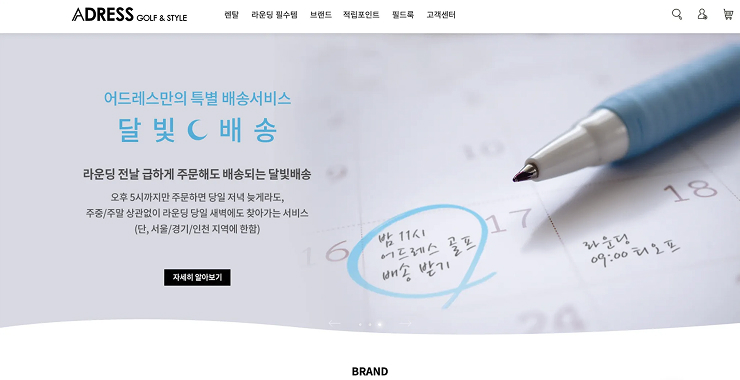 ADRESS GOLF & STYLE
렌탈 라운딩 필수템 브랜드 적립포인트 필드룩 고객센터
어드레스만의 특별 배송서비스
달빛 배송
라운딩 전날 급하게 주문해도 배송되는 달빛배송
오후 5시까지만 주문하면 당일 저녁 늦게라도,
주중/주말 상관없이 라운딩 당일 새벽에도 찾아가는 서비스
(단, 서울/경기/인천 지역에 한함)
자세히 알아보기
16
밤 11시
어드레스 골프
배송 받기
17
라운딩
09:00 티오프
18
24
BRAND